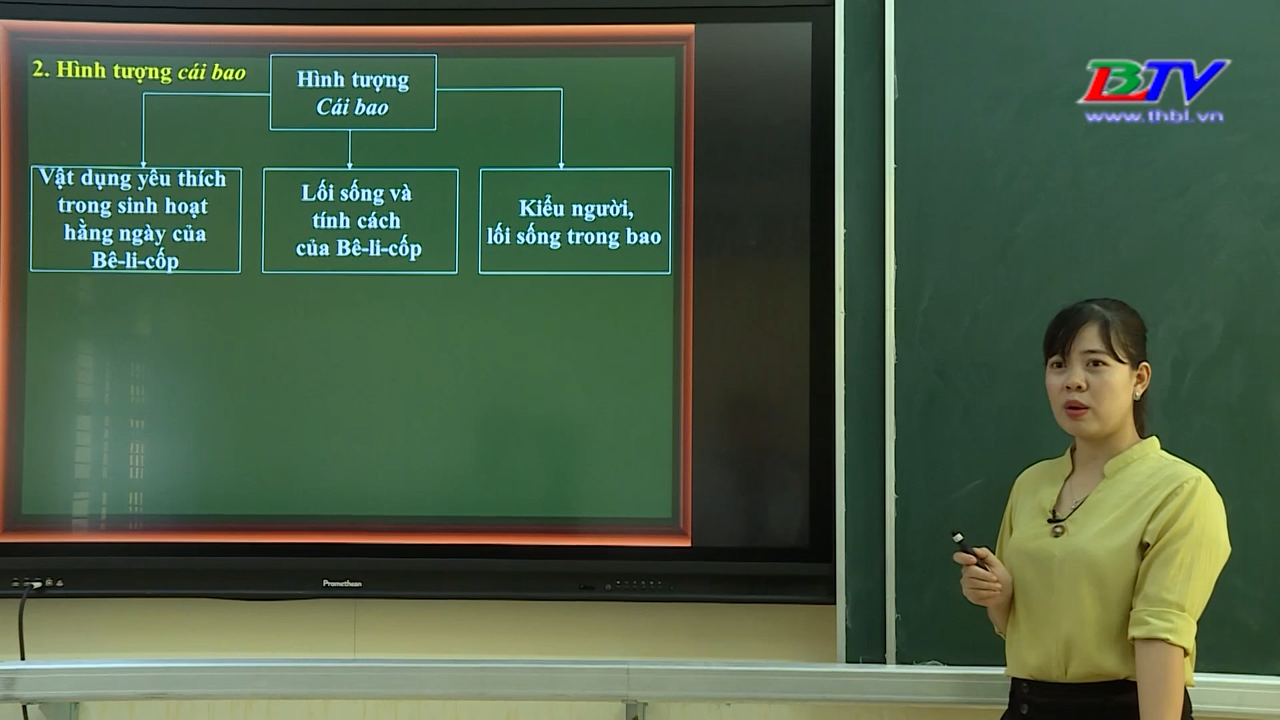 2. Hình tượng cái bao
Hình tượng
Cái bao
Vật dụng yêu thích
trong sinh hoạt
hằng ngày của
Bê-li-cốp
Lối sống và
tính cách
của Bê-li-cốp
Kiểu người,
lối sống trong bao
BTV
www.thbl.vn
Promethean